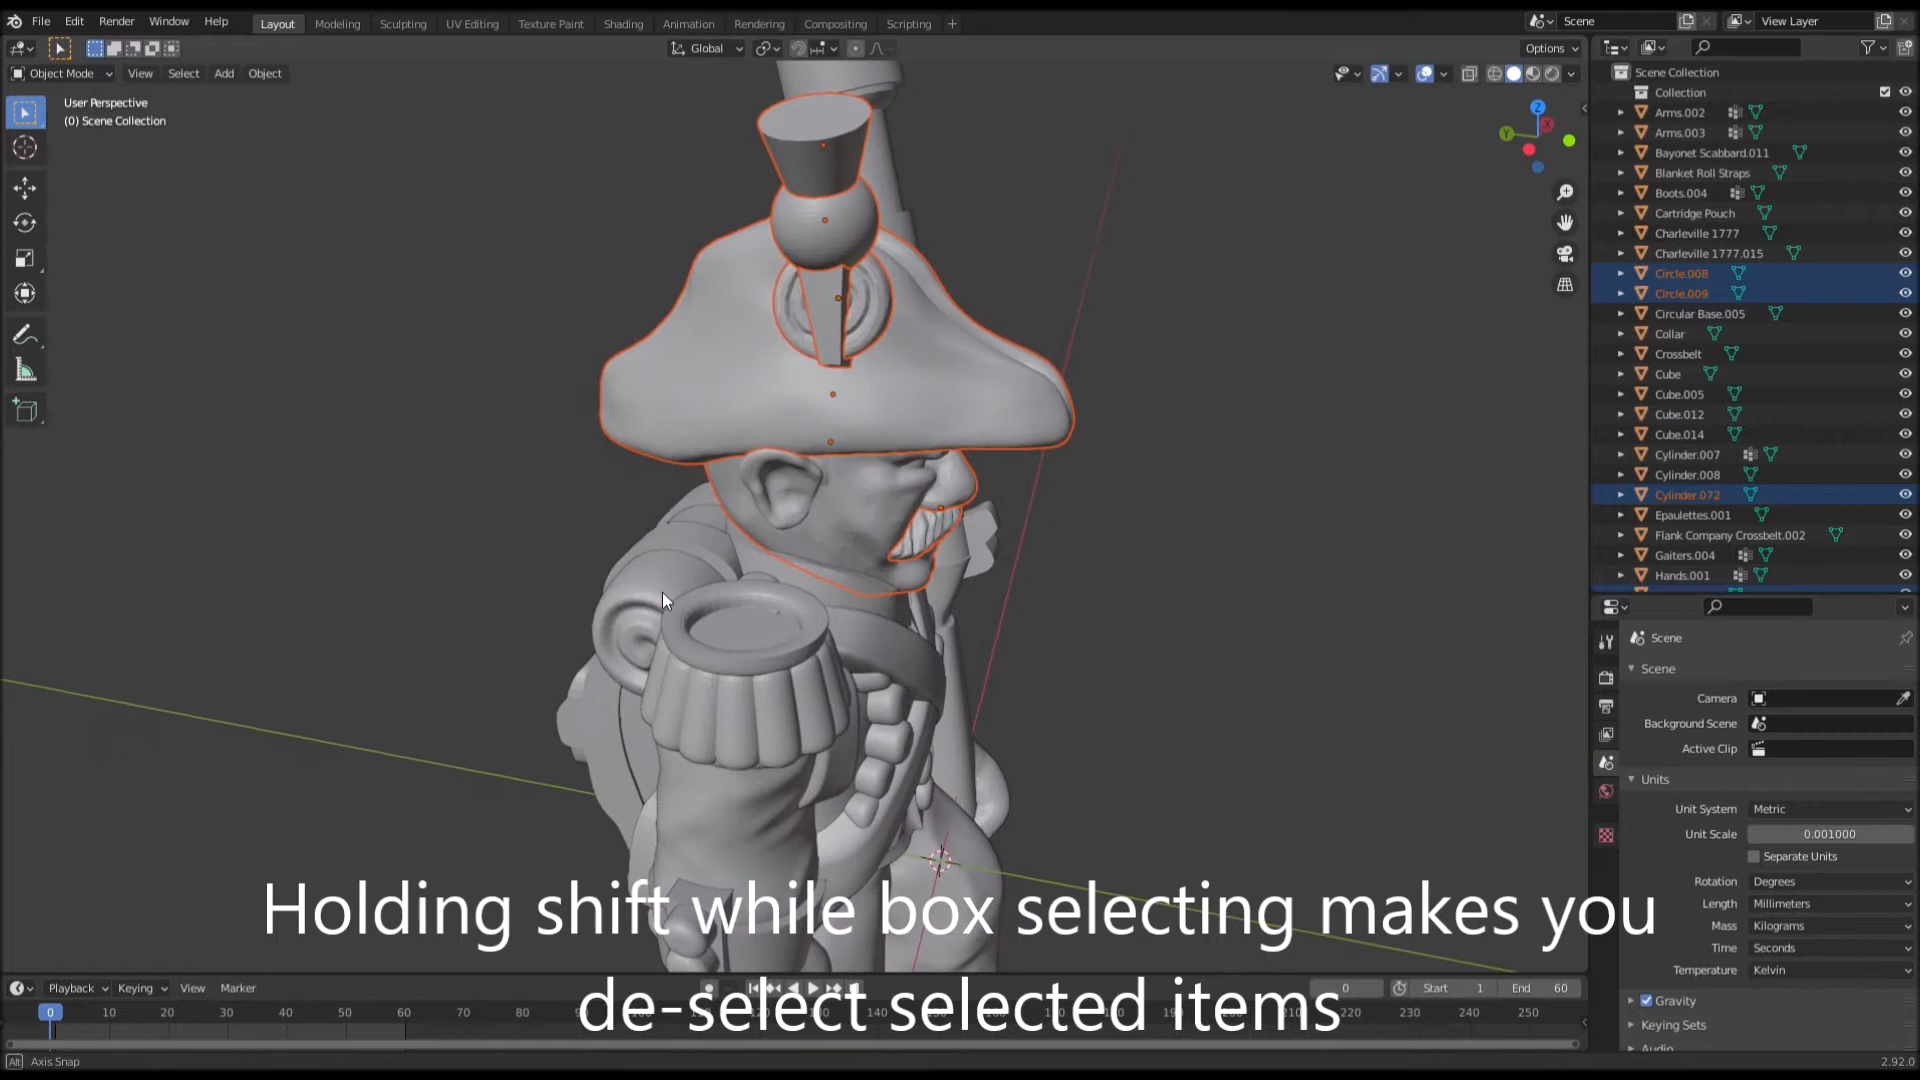 File Edit Render Window Help Layout Modeling Sculpting UV Editing Texture Paint Shading Animation Rendering Compositing Scripting + Scene View Layer
Global Options
Object Mode View Select Add Object
User Perspective
(0) Scene Collection
Z
X
Y
Scene Collection
Collection
Arms.002
Arms.003
Bayonet Scabbard.011
Blanket Roll Straps
Boots.004
Cartridge Pouch
Charleville 1777
Charleville 1777.015
Circle.008
Circle.009
Circular Base.005
Collar
Crossbelt
Cube
Cube.005
Cube.012
Cube.014
Cylinder.007
Cylinder.008
Cylinder.072
Epaulettes.001
Flank Company Crossbelt.002
Gaiters.004
Hands.001
Scene
Scene
Camera
Background Scene
Active Clip
Units
Unit System Metric
Unit Scale 0.001000
Separate Units
Rotation Degrees
Length Millimeters
Mass Kilograms
Time Seconds
Temperature Kelvin
Gravity
Keying Sets
Audio
Holding shift while box selecting makes you
de-select selected items
Playback Keying View Marker 0 Start 1 End 60
0 10 20 30 40 50 60 70 80 140 230 240 250
Alt Axis Snap 2.92.0